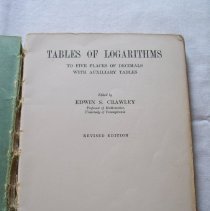 TABLES OF LOGARITHMS
TO FIVE PLACES OF DECIMALS
WITH AUXILIARY TABLES
Edited by
EDWIN S. CRAWLEY
Professor of Mathematics,
University of Pennsylvania
REVISED EDITION